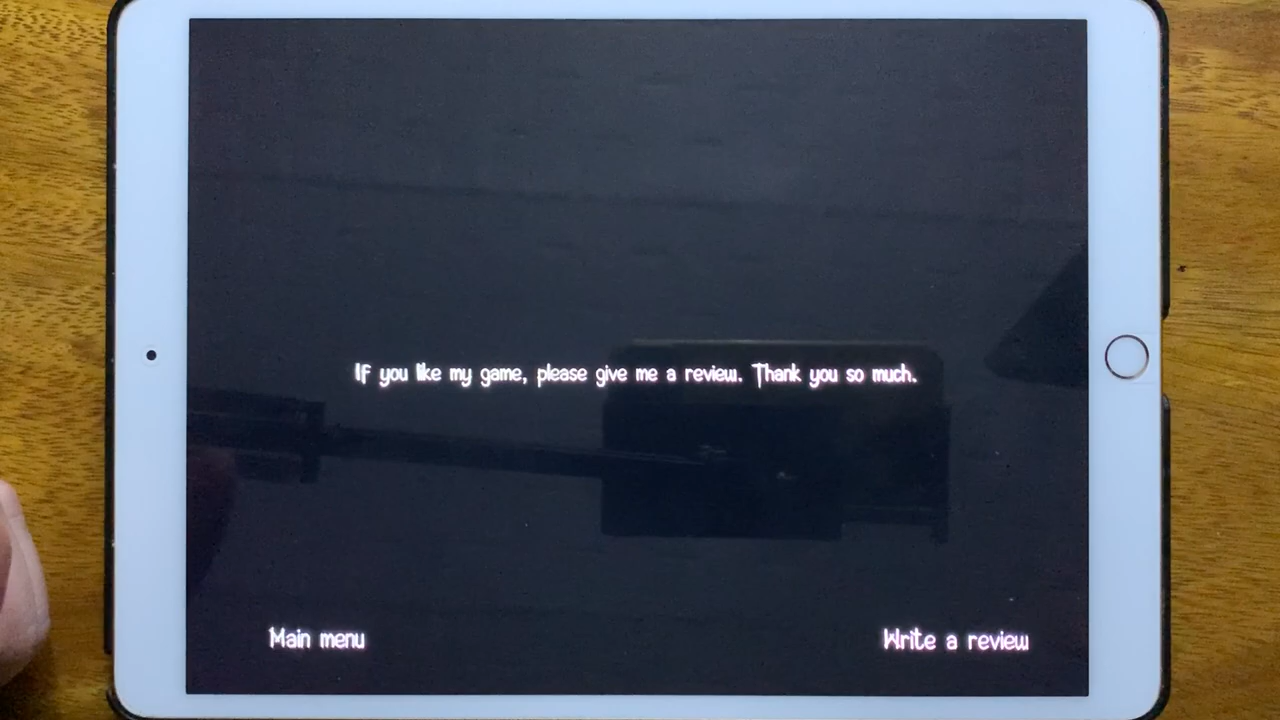 If you like my game, please give me a review. Thank you so much.
Main menu
Write a review